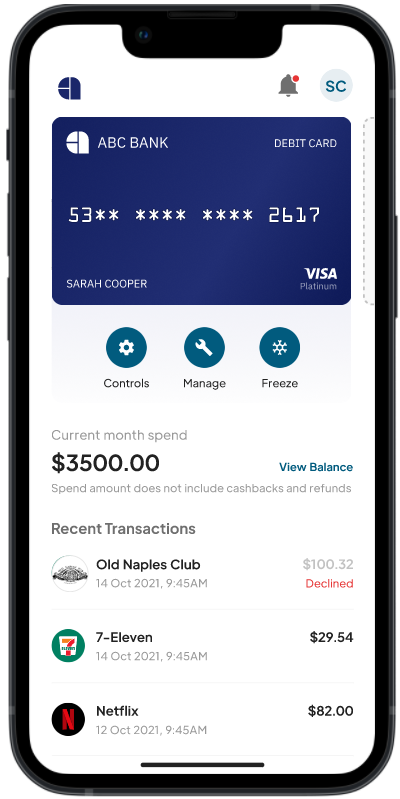 SC
ABC BANK
DEBIT CARD
53** **** **** 2617
SARAH COOPER
VISA
Platinum
Controls
Manage
Freeze
Current month spend
$3500.00
View Balance
Spend amount does not include cashbacks and refunds
Recent Transactions
Old Naples Club
$100.32
14 Oct 2021, 9:45AM
Declined
7-Eleven
$29.54
14 Oct 2021, 9:45AM
Netflix
$82.00
12 Oct 2021, 9:45AM